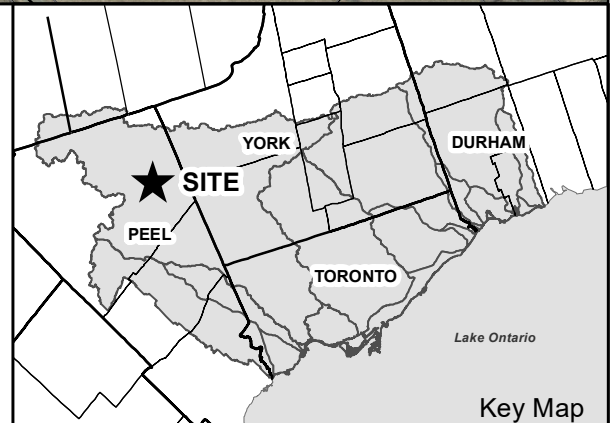 YORK
DURHAM
SITE
PEEL
TORONTO
Lake Ontario
Key Map